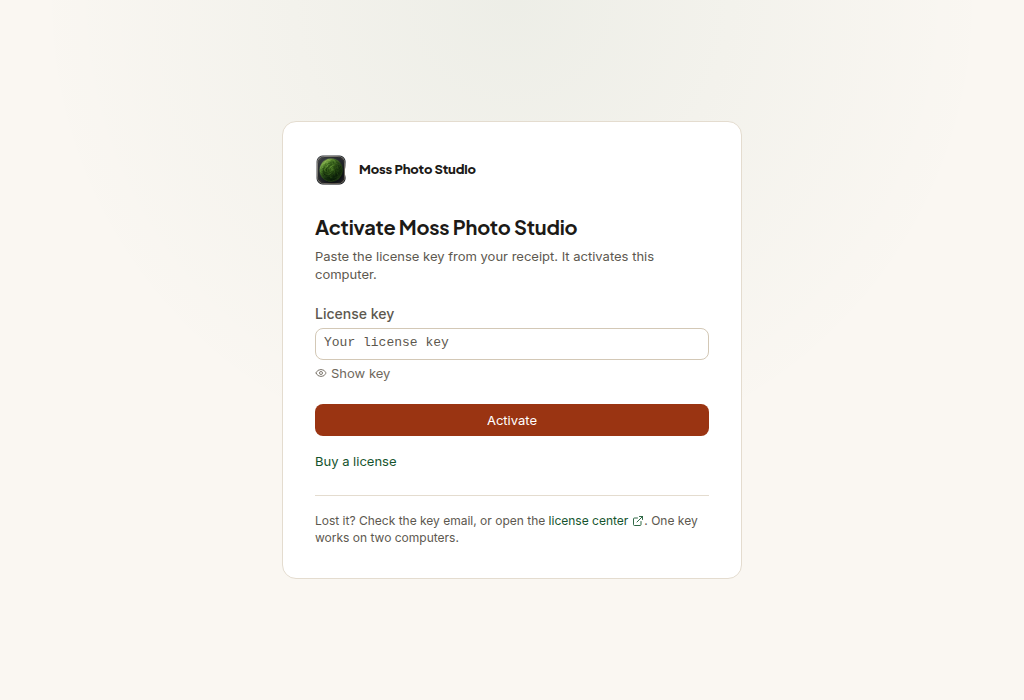 Moss Photo Studio
Activate Moss Photo Studio
Paste the license key from your receipt. It activates this
computer.
License key
Your license key
Show key
Activate
Buy a license
Lost it? Check the key email, or open the license center. One key
works on two computers.